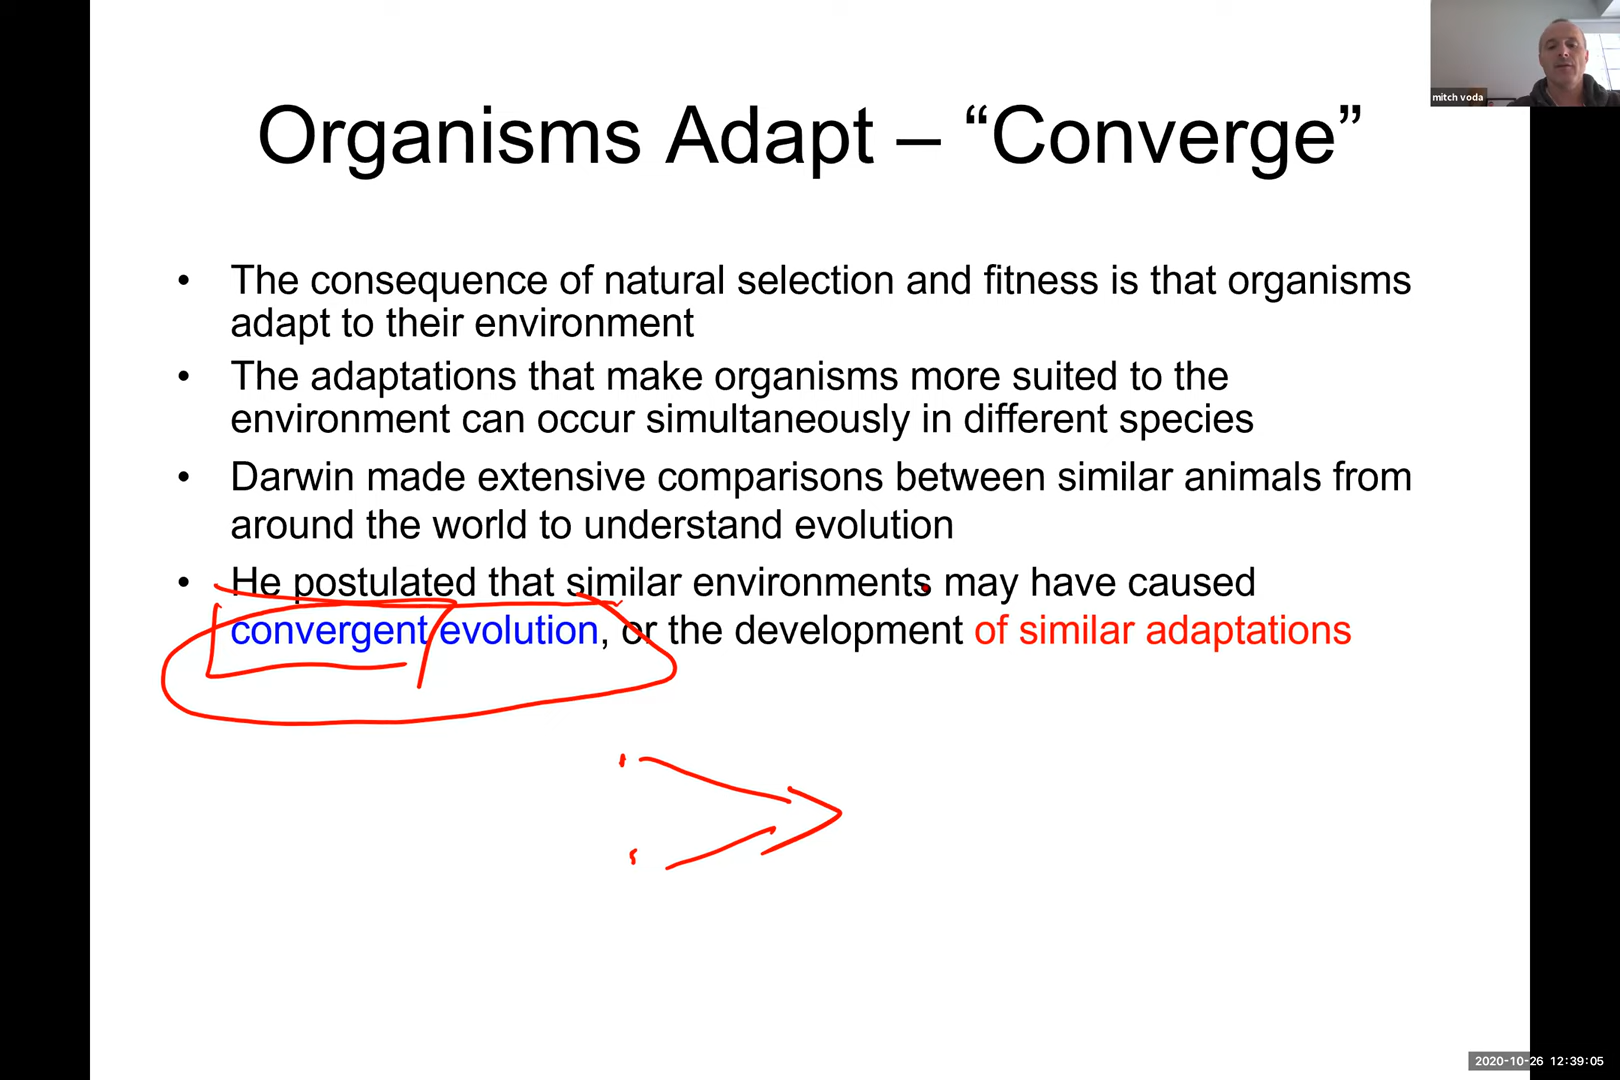 mitch voda
Organisms Adapt – “Converge”
• The consequence of natural selection and fitness is that organisms
adapt to their environment
• The adaptations that make organisms more suited to the
environment can occur simultaneously in different species
• Darwin made extensive comparisons between similar animals from
around the world to understand evolution
• He postulated that similar environments may have caused
convergent evolution, or the development of similar adaptations
2020-10-26 12:39:05